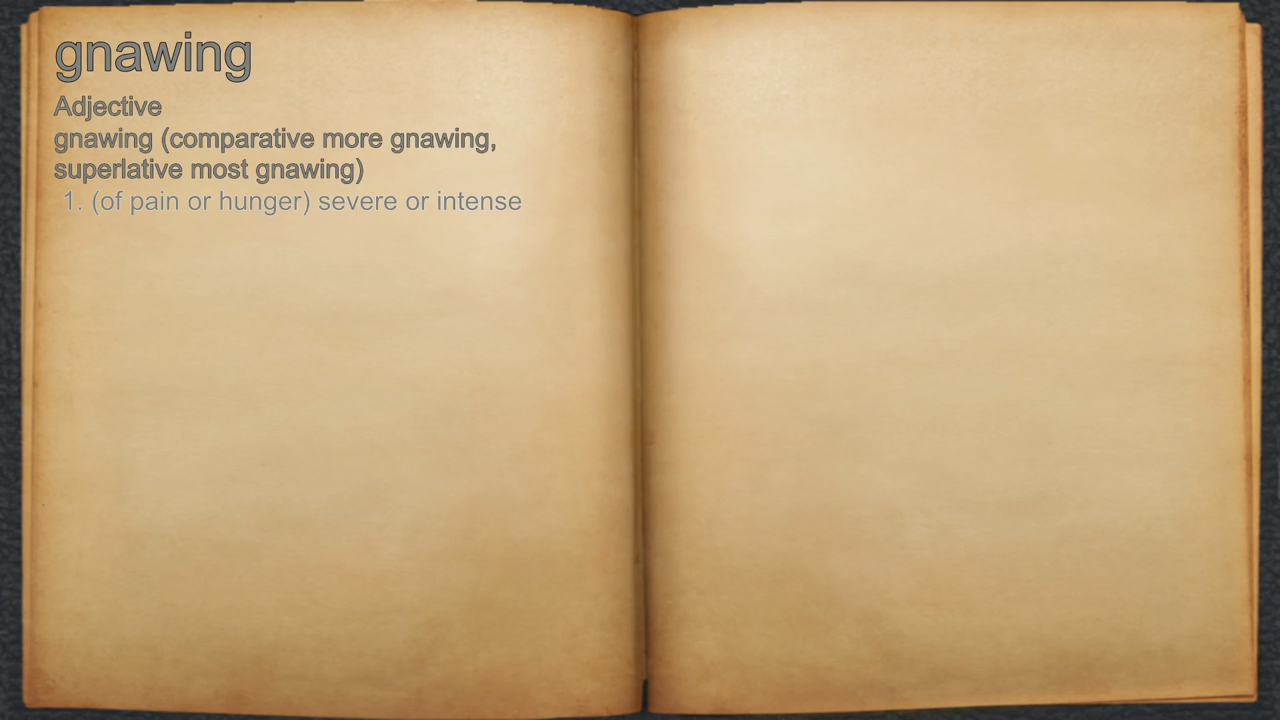 gnawing
Adjective
gnawing (comparative more gnawing,
superlative most gnawing)
1. (of pain or hunger) severe or intense